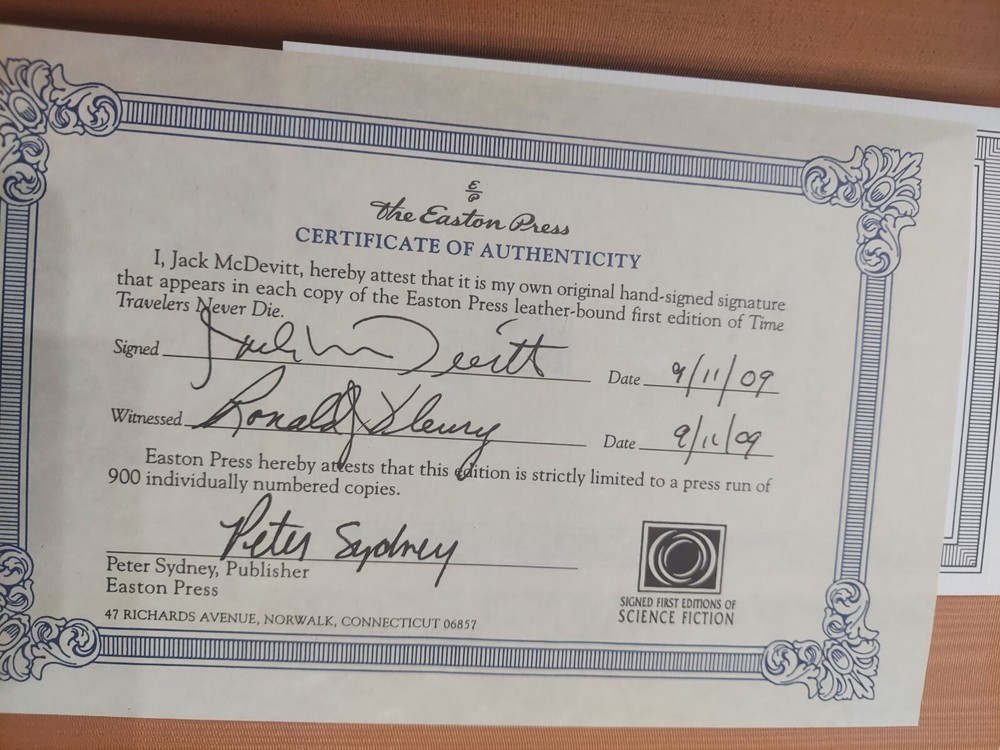 E
P
the Easton Press
CERTIFICATE OF AUTHENTICITY
I, Jack McDevitt, hereby attest that it is my own original hand-signed signature
that appears in each copy of the Easton Press leather-bound first edition of Time
Travelers Never Die.
Signed Jack McDevitt Date 9/11/09
Witnessed Ronald J Date 9/11/09
Easton Press hereby attests that this edition is strictly limited to a press run of
900 individually numbered copies.
Peter Sydney
Peter Sydney, Publisher
Easton Press
47 RICHARDS AVENUE, NORWALK, CONNECTICUT 06857
SIGNED FIRST EDITIONS OF
SCIENCE FICTION